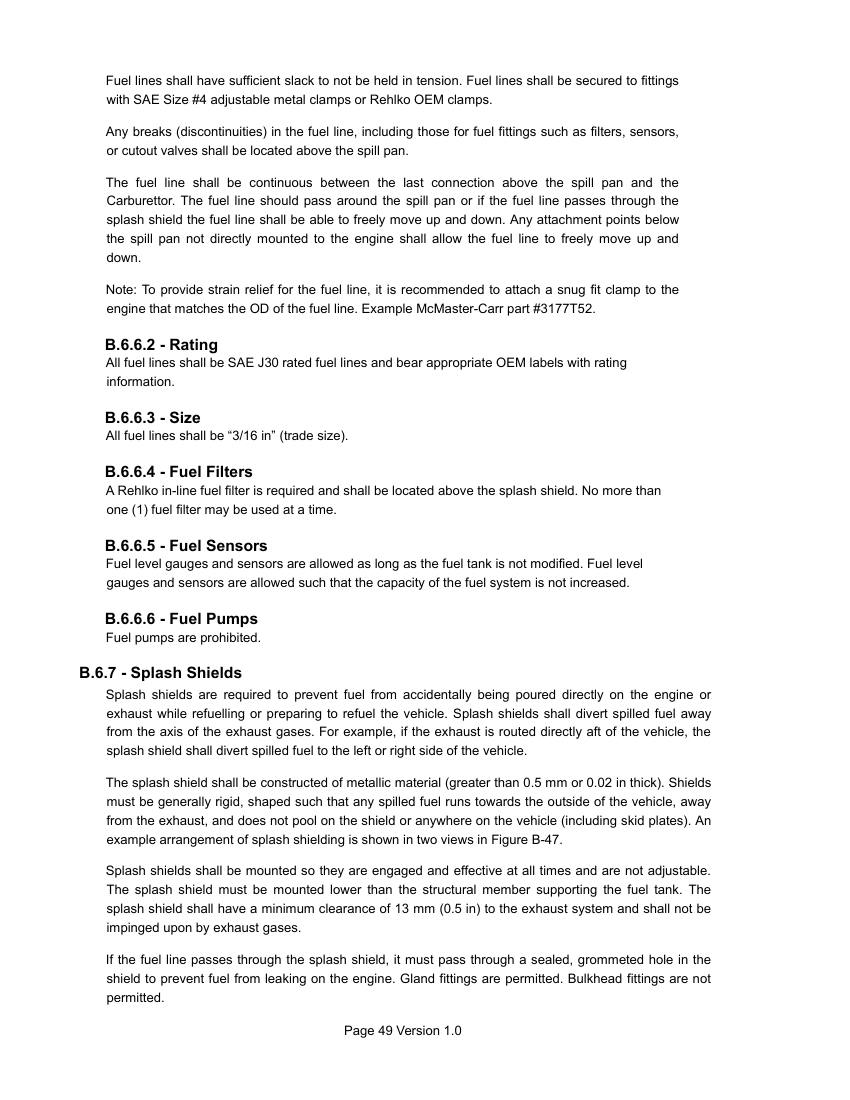 Fuel lines shall have sufficient slack to not be held in tension. Fuel lines shall be secured to fittings
with SAE Size #4 adjustable metal clamps or Rehlko OEM clamps.
Any breaks (discontinuities) in the fuel line, including those for fuel fittings such as filters, sensors,
or cutout valves shall be located above the spill pan.
The fuel line shall be continuous between the last connection above the spill pan and the
Carburettor. The fuel line should pass around the spill pan or if the fuel line passes through the
splash shield the fuel line shall be able to freely move up and down. Any attachment points below
the spill pan not directly mounted to the engine shall allow the fuel line to freely move up and
down.
Note: To provide strain relief for the fuel line, it is recommended to attach a snug fit clamp to the
engine that matches the OD of the fuel line. Example McMaster-Carr part #3177T52.
B.6.6.2 - Rating
All fuel lines shall be SAE J30 rated fuel lines and bear appropriate OEM labels with rating
information.
B.6.6.3 - Size
All fuel lines shall be “3/16 in” (trade size).
B.6.6.4 - Fuel Filters
A Rehlko in-line fuel filter is required and shall be located above the splash shield. No more than
one (1) fuel filter may be used at a time.
B.6.6.5 - Fuel Sensors
Fuel level gauges and sensors are allowed as long as the fuel tank is not modified. Fuel level
gauges and sensors are allowed such that the capacity of the fuel system is not increased.
B.6.6.6 - Fuel Pumps
Fuel pumps are prohibited.
B.6.7 - Splash Shields
Splash shields are required to prevent fuel from accidentally being poured directly on the engine or
exhaust while refuelling or preparing to refuel the vehicle. Splash shields shall divert spilled fuel away
from the axis of the exhaust gases. For example, if the exhaust is routed directly aft of the vehicle, the
splash shield shall divert spilled fuel to the left or right side of the vehicle.
The splash shield shall be constructed of metallic material (greater than 0.5 mm or 0.02 in thick). Shields
must be generally rigid, shaped such that any spilled fuel runs towards the outside of the vehicle, away
from the exhaust, and does not pool on the shield or anywhere on the vehicle (including skid plates). An
example arrangement of splash shielding is shown in two views in Figure B-47.
Splash shields shall be mounted so they are engaged and effective at all times and are not adjustable.
The splash shield must be mounted lower than the structural member supporting the fuel tank. The
splash shield shall have a minimum clearance of 13 mm (0.5 in) to the exhaust system and shall not be
impinged upon by exhaust gases.
If the fuel line passes through the splash shield, it must pass through a sealed, grommeted hole in the
shield to prevent fuel from leaking on the engine. Gland fittings are permitted. Bulkhead fittings are not
permitted.
Page 49 Version 1.0